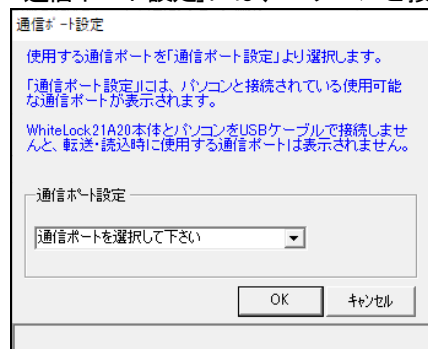 通信ポート設定
使用する通信ポートを「通信ポート設定」より選択します。
「通信ポート設定」には、パソコンと接続されている使用可能
な通信ポートが表示されます。
WhiteLock21A20本体とパソコンをUSBケーブルで接続しませ
んと、転送・読込時に使用する通信ポートは表示されません。
通信ポート設定
通信ポートを選択して下さい
OK
キャンセル